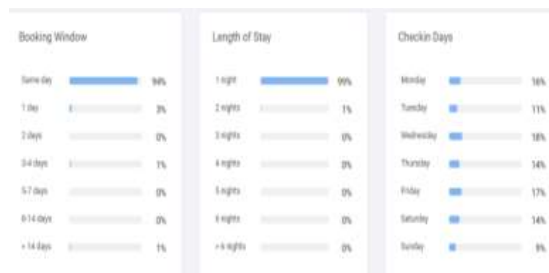 Booking Window
Same day 94%
1 day 3%
2 days 0%
3-4 days 1%
5-7 days 0%
8-14 days 0%
+ 14 days 1%
Length of Stay
1 night 99%
2 nights 1%
3 nights 0%
4 nights 0%
5 nights 0%
6 nights 0%
+ 6 nights 0%
Checkin Days
Monday 16%
Tuesday 11%
Wednesday 18%
Thursday 14%
Friday 17%
Saturday 14%
Sunday 9%